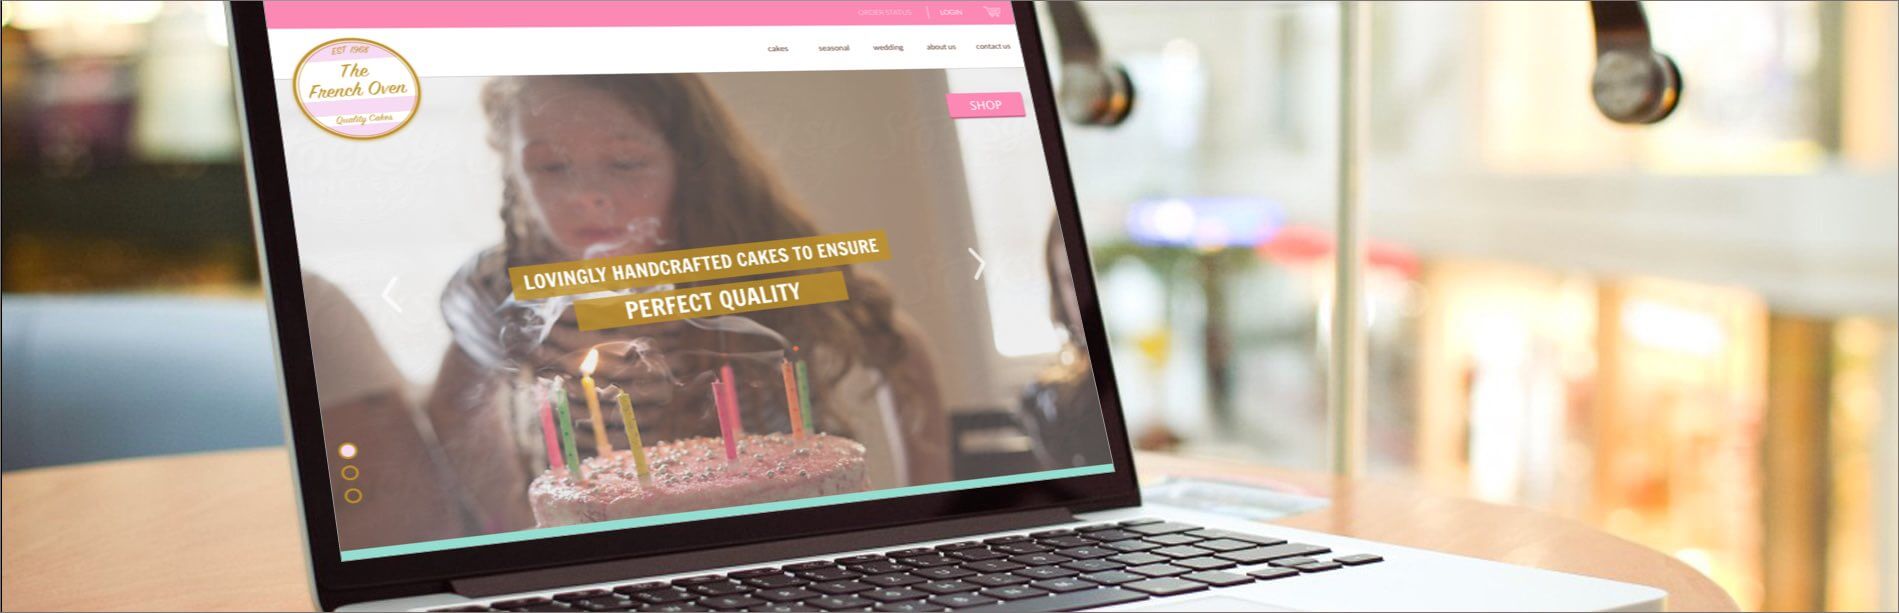 ORDER STATUS | LOGIN
EST 1968
The
French Oven
Quality Cakes
cakes seasonal wedding about us contact us
SHOP
LOVINGLY HANDCRAFTED CAKES TO ENSURE
PERFECT QUALITY